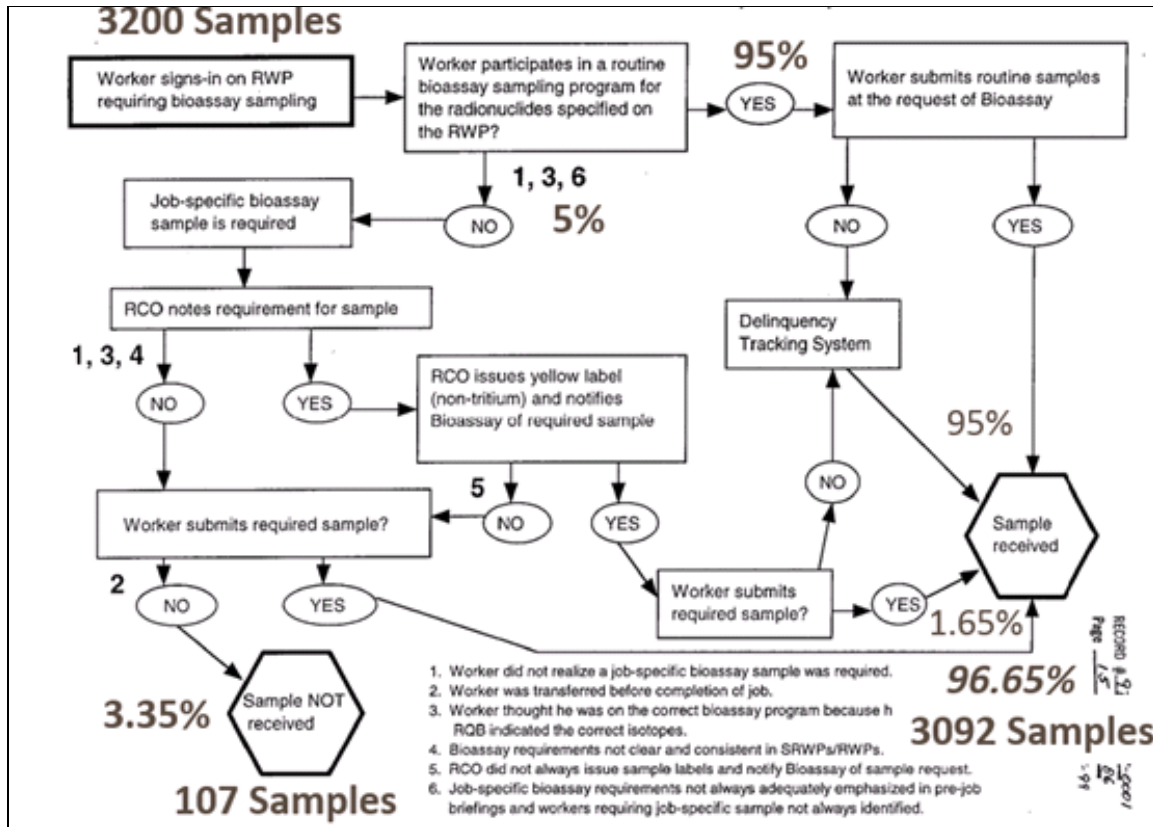 3200 Samples
Worker signs-in on RWP
requiring bioassay sampling
Worker participates in a routine
bioassay sampling program for
the radionuclides specified on
the RWP?
95%
YES
Worker submits routine samples
at the request of Bioassay
1, 3, 6
NO
5%
Job-specific bioassay
sample is required
NO
YES
RCO notes requirement for sample
Delinquency
Tracking System
1, 3, 4
NO
YES
RCO issues yellow label
(non-tritium) and notifies
Bioassay of required sample
95%
NO
5
NO
YES
Worker submits required sample?
Sample
received
2
NO
YES
Worker submits
required sample?
YES
1.65%
Sample NOT
received
3.35%
107 Samples
1. Worker did not realize a job-specific bioassay sample was required.
2. Worker was transferred before completion of job.
3. Worker thought he was on the correct bioassay program because h
RQB indicated the correct isotopes.
4. Bioassay requirements not clear and consistent in SRWPs/RWPs.
5. RCO did not always issue sample labels and notify Bioassay of sample request.
6. Job-specific bioassay requirements not always adequately emphasized in pre-job
briefings and workers requiring job-specific sample not always identified.
96.65%
3092 Samples
RECORD #
Page 15